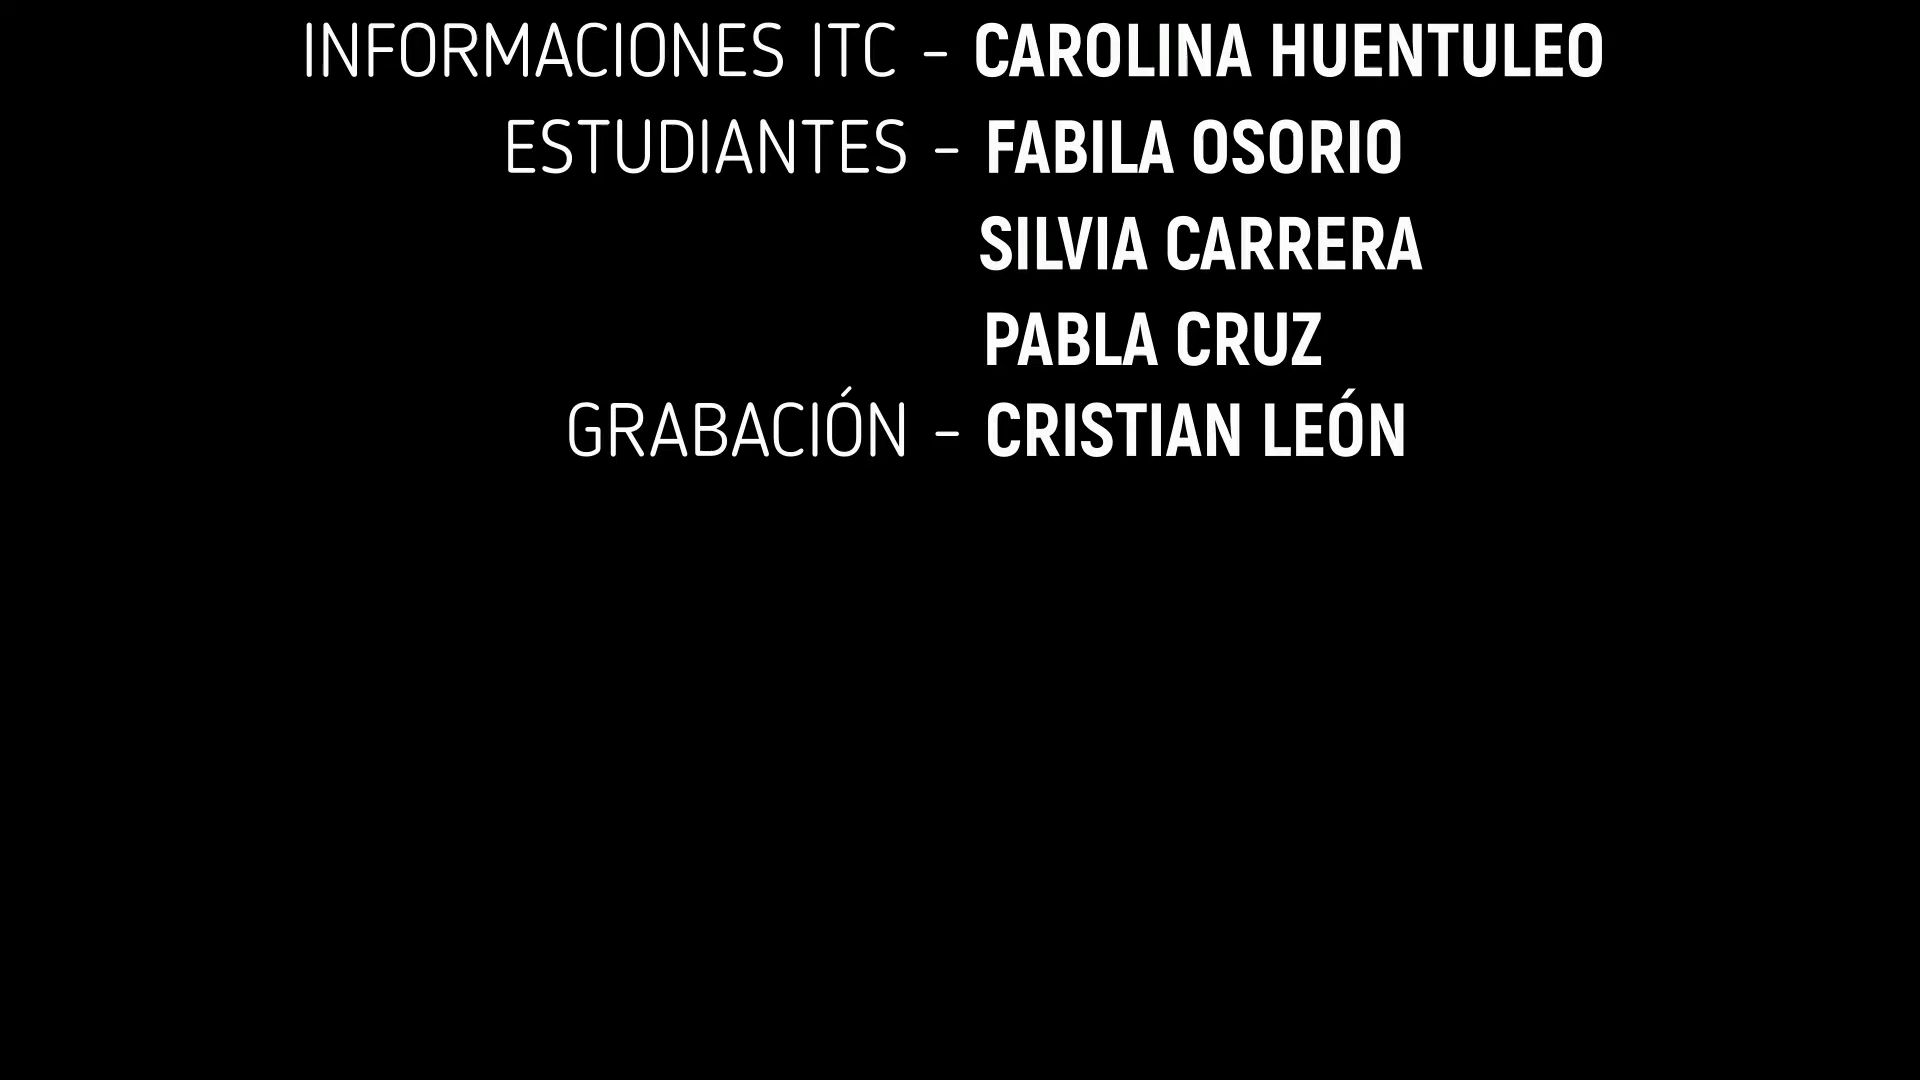 INFORMACIONES ITC - CAROLINA HUENTULEO
ESTUDIANTES - FABILA OSORIO
SILVIA CARRERA
PABLA CRUZ
GRABACIÓN - CRISTIAN LEÓN